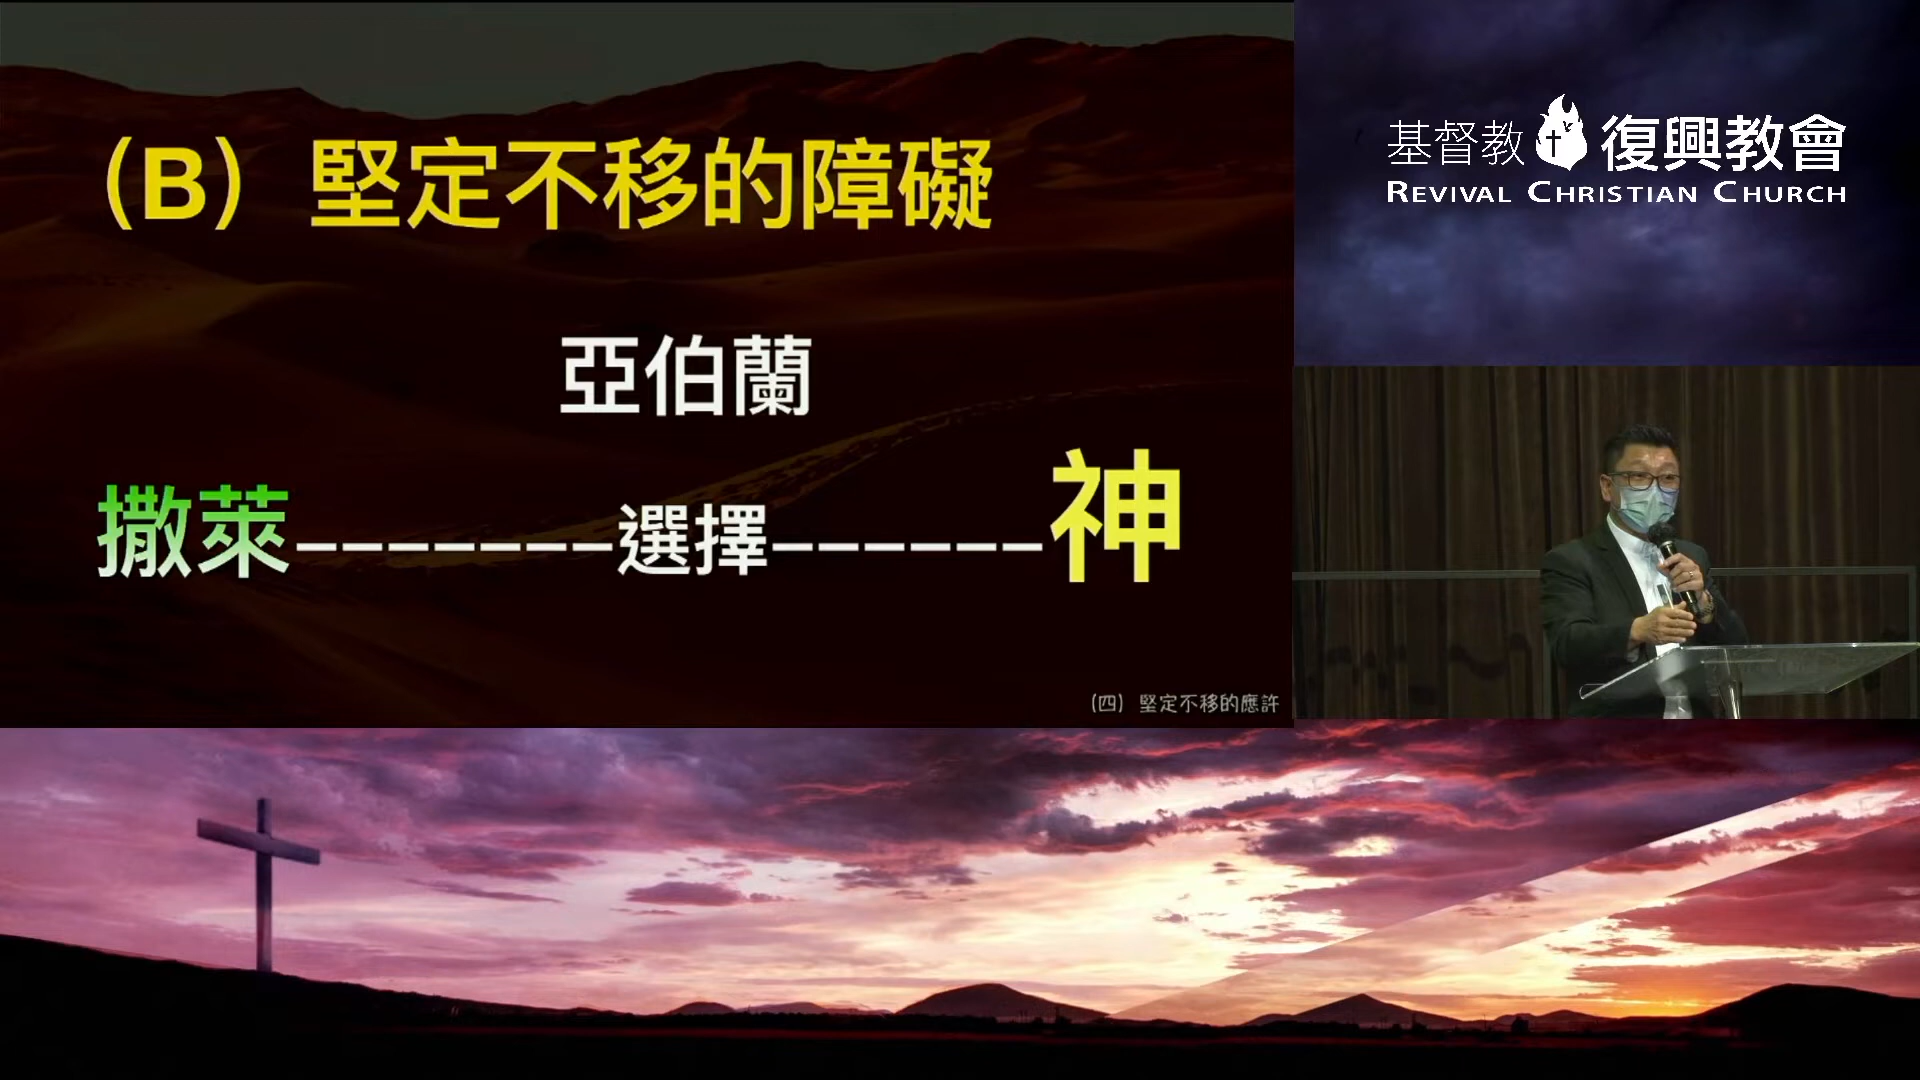 （B）堅定不移的障礙
亞伯蘭
撒萊-------選擇------神
（四）堅定不移的應許
基督教 復興教會
REVIVAL CHRISTIAN CHURCH